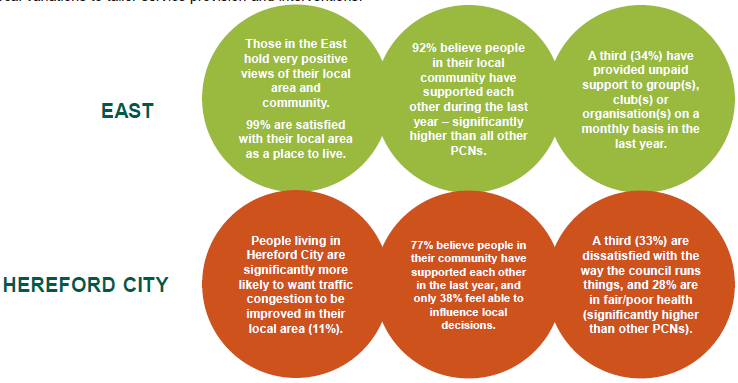 EAST
Those in the East
hold very positive
views of their local
area and
community.
99% are satisfied
with their local area
as a place to live.
92% believe people
in their local
community have
supported each
other during the last
year – significantly
higher than all other
PCNs.
A third (34%) have
provided unpaid
support to group(s),
club(s) or
organisation(s) on a
monthly basis in the
last year.
HEREFORD CITY
People living in
Hereford City are
significantly more
likely to want traffic
congestion to be
improved in their
local area (11%).
77% believe people in
their community have
supported each other
in the last year, and
only 38% feel able to
influence local
decisions.
A third (33%) are
dissatisfied with the
way the council runs
things, and 28% are
in fair/poor health
(significantly higher
than other PCNs).